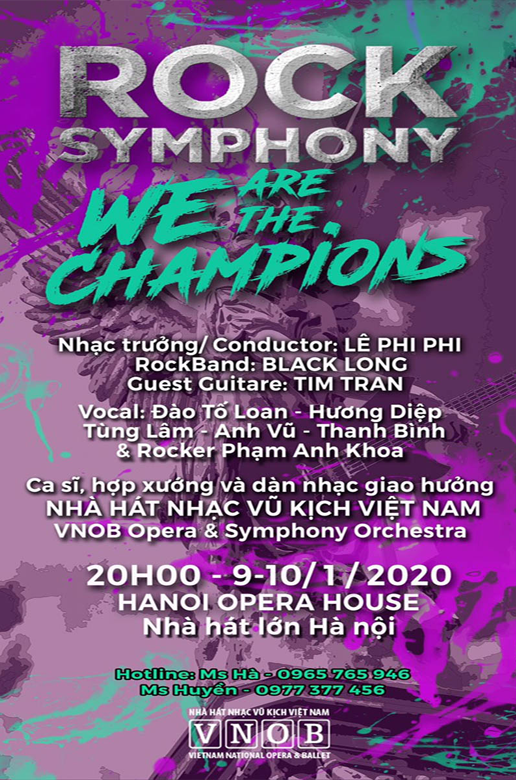 ROCK
SYMPHONY
WE ARE
THE
CHAMPIONS
Nhạc trưởng/ Conductor: LÊ PHI PHI
RockBand: BLACK LONG
Guest Guitare: TIM TRAN
Vocal: Đào Tố Loan - Hương Diệp
Tùng Lâm - Anh Vũ - Thanh Bình
& Rocker Phạm Anh Khoa
Ca sĩ, hợp xướng và dàn nhạc giao hưởng
NHÀ HÁT NHẠC VŨ KỊCH VIỆT NAM
VNOB Opera & Symphony Orchestra
20H00 - 9-10/1/2020
HANOI OPERA HOUSE
Nhà hát lớn Hà nội
Hotline: Ms Hà - 0965 765 946
Ms Huyền - 0977 377 456
NHÀ HÁT NHẠC VŨ KỊCH VIỆT NAM
VNOB
VIETNAM NATIONAL OPERA & BALLET